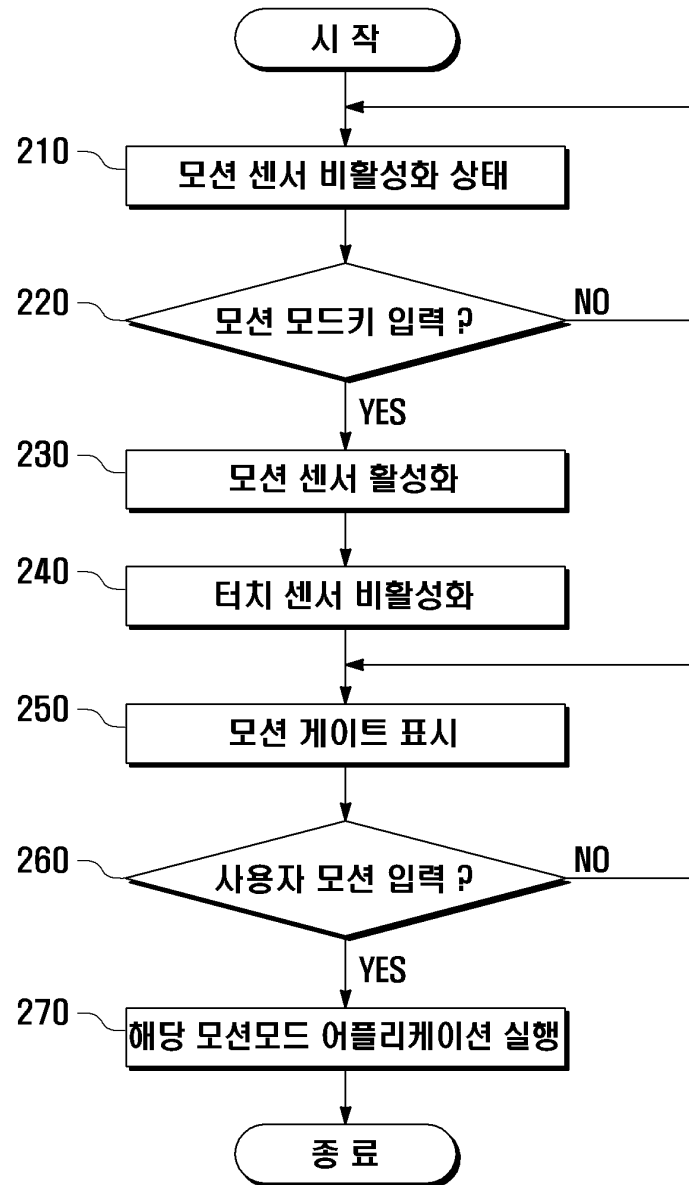 시 작
210
모션 센서 비활성화 상태
220
모션 모드키 입력 ?
NO
YES
230
모션 센서 활성화
240
터치 센서 비활성화
250
모션 게이트 표시
260
사용자 모션 입력 ?
NO
YES
270
해당 모션모드 어플리케이션 실행
종 료